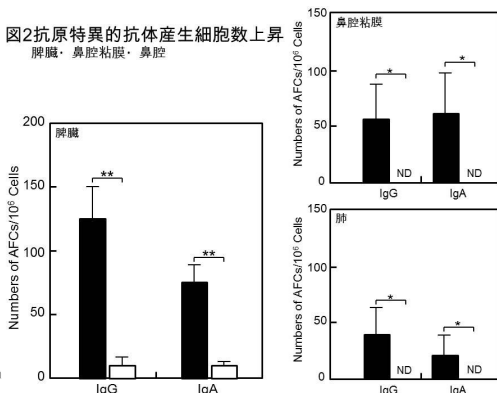 図2抗原特異的抗体産生細胞数上昇
脾臓・ 鼻腔粘膜・ 鼻腔
脾臓
Numbers of AFCs/10⁶ Cells
200
150
100
50
0
**
**
IgG
IgA
鼻腔粘膜
Numbers of AFCs/10⁶ Cells
150
100
50
0
*
*
ND
ND
IgG
IgA
肺
Numbers of AFCs/10⁶ Cells
150
100
50
0
*
*
ND
ND
IgG
IgA